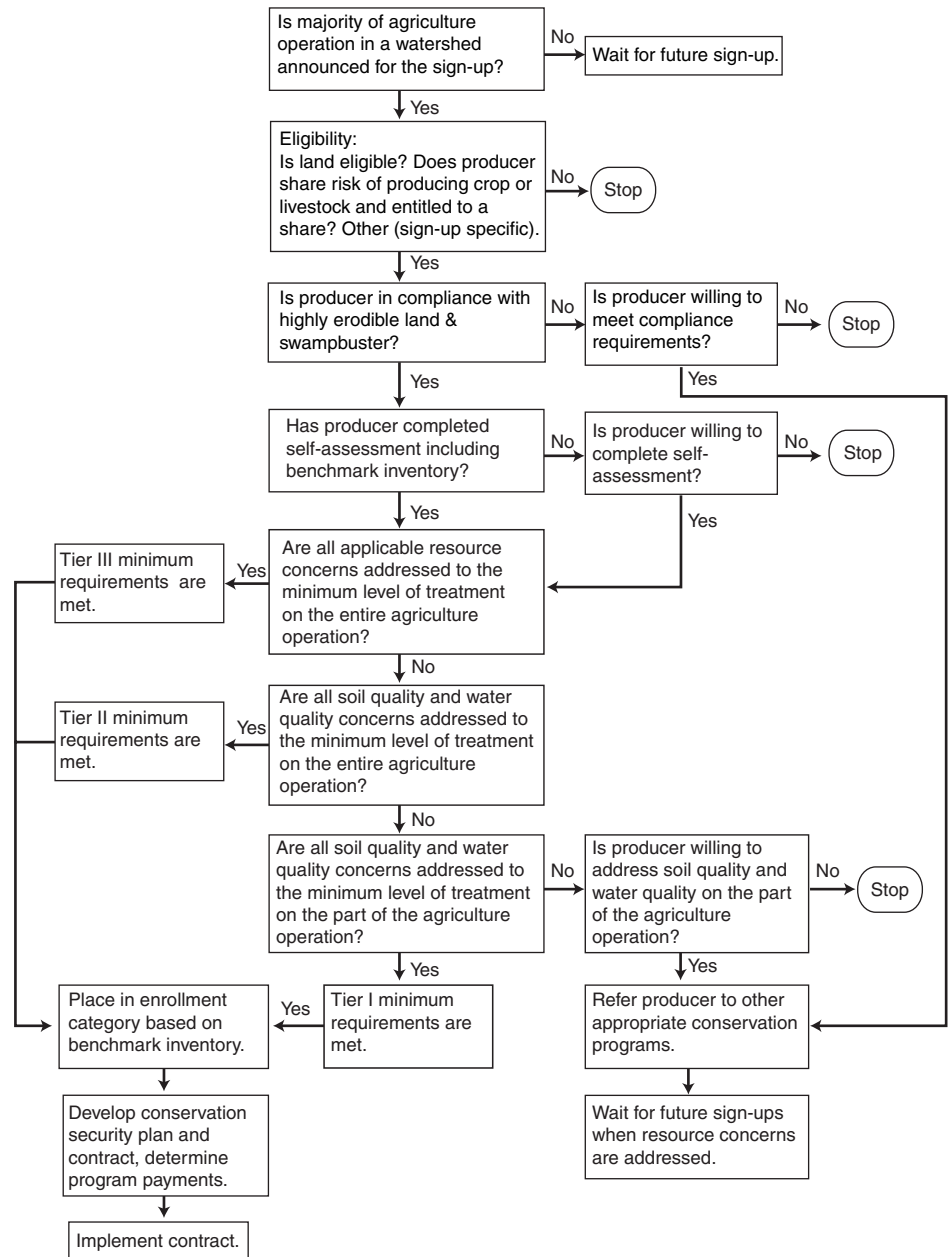 Is majority of agriculture
operation in a watershed
announced for the sign-up?
No
Wait for future sign-up.
Yes
Eligibility:
Is land eligible? Does producer
share risk of producing crop or
livestock and entitled to a
share? Other (sign-up specific).
No
Stop
Yes
Is producer in compliance with
highly erodible land &
swampbuster?
No
Is producer willing to
meet compliance
requirements?
No
Stop
Yes
Yes
Has producer completed
self-assessment including
benchmark inventory?
No
Is producer willing to
complete self-
assessment?
No
Stop
Yes
Yes
Are all applicable resource
concerns addressed to the
minimum level of treatment
on the entire agriculture
operation?
Yes
Tier III minimum
requirements are
met.
No
Are all soil quality and water
quality concerns addressed to
the minimum level of treatment
on the entire agriculture
operation?
Yes
Tier II minimum
requirements are
met.
No
Are all soil quality and water
quality concerns addressed to
the minimum level of treatment
on the part of the agriculture
operation?
No
Is producer willing to
address soil quality and
water quality on the part
of the agriculture
operation?
No
Stop
Yes
Yes
Place in enrollment
category based on
benchmark inventory.
Yes
Tier I minimum
requirements are
met.
Refer producer to other
appropriate conservation
programs.
Develop conservation
security plan and
contract, determine
program payments.
Wait for future sign-ups
when resource concerns
are addressed.
Implement contract.